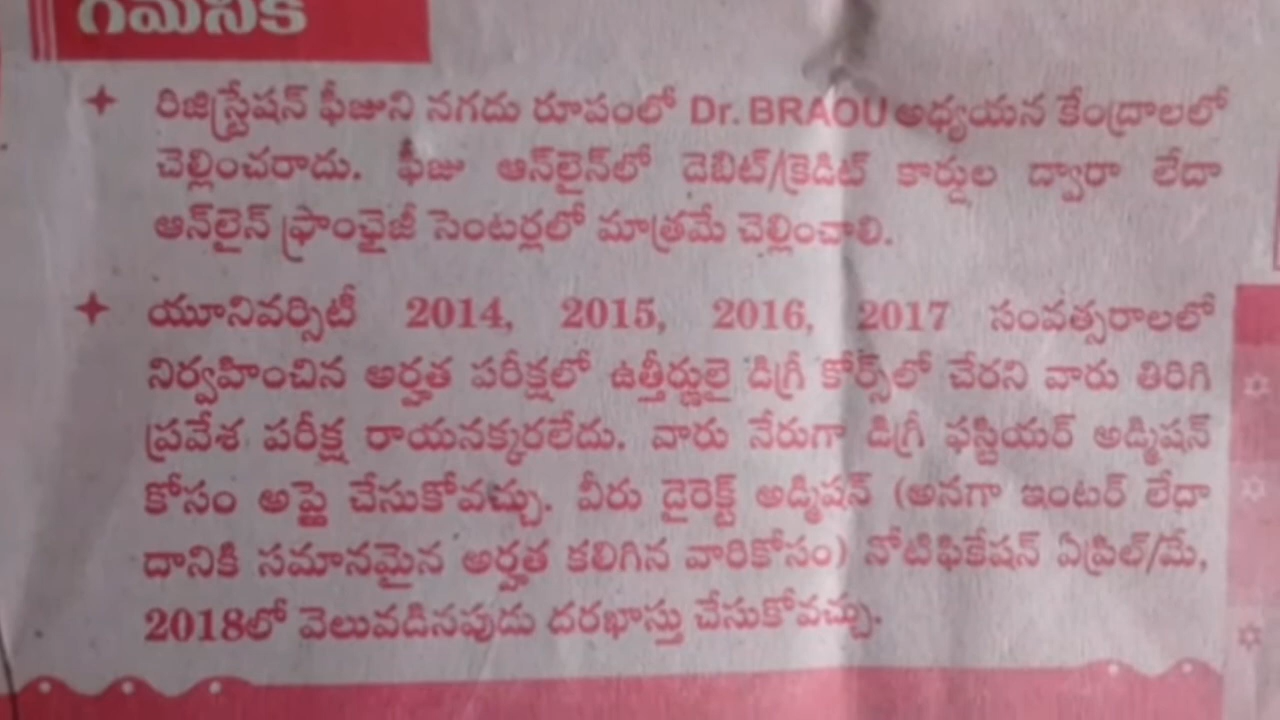 గమనిక
రిజిస్ట్రేషన్ ఫీజుని నగదు రూపంలో Dr. BRAOU అధ్యయన కేంద్రాలలో
చెల్లించరాదు. ఫీజు ఆన్‌లైన్‌లో డెబిట్/క్రెడిట్ కార్డుల ద్వారా లేదా
ఆన్‌లైన్ ఫ్రాంఛైజీ సెంటర్లలో మాత్రమే చెల్లించాలి.
యూనివర్సిటీ 2014, 2015, 2016, 2017 సంవత్సరాలలో
నిర్వహించిన అర్హత పరీక్షలో ఉత్తీర్ణులై డిగ్రీ కోర్స్‌లో చేరని వారు తిరిగి
ప్రవేశ పరీక్ష రాయనక్కరలేదు. వారు నేరుగా డిగ్రీ ఫస్టియర్ అడ్మిషన్
కోసం అప్లై చేసుకోవచ్చు. వీరు డైరెక్ట్ అడ్మిషన్ (అనగా ఇంటర్ లేదా
దానికి సమానమైన అర్హత కలిగిన వారికోసం) నోటిఫికేషన్ ఏప్రిల్/మే,
2018లో వెలువడినపుడు దరఖాస్తు చేసుకోవచ్చు.